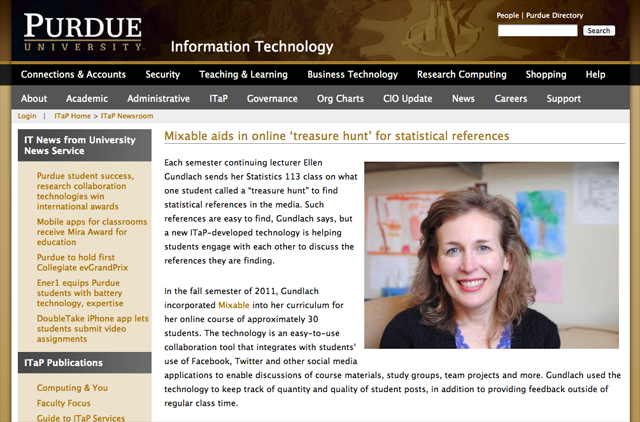 PURDUE
UNIVERSITY
Information Technology
People | Purdue Directory
Search
Connections & Accounts Security Teaching & Learning Business Technology Research Computing Shopping Help
About Academic Administrative ITaP Governance Org Charts CIO Update News Careers Support
Login | ITaP Home > ITaP Newsroom
IT News from University
News Service
Purdue student success,
research collaboration
technologies win
international awards
Mobile apps for classrooms
receive Mira Award for
education
Purdue to hold first
Collegiate evGrandPrix
Ener1 equips Purdue
students with battery
technology, expertise
DoubleTake iPhone app lets
students submit video
assignments
ITaP Publications
Computing & You
Faculty Focus
Guide to ITaP Services
Mixable aids in online ‘treasure hunt’ for statistical references
Each semester continuing lecturer Ellen
Gundlach sends her Statistics 113 class on what
one student called a “treasure hunt” to find
statistical references in the media. Such
references are easy to find, Gundlach says, but
a new ITaP-developed technology is helping
students engage with each other to discuss the
references they are finding.
In the fall semester of 2011, Gundlach
incorporated Mixable into her curriculum for
her online course of approximately 30
students. The technology is an easy-to-use
collaboration tool that integrates with students’
use of Facebook, Twitter and other social media
applications to enable discussions of course materials, study groups, team projects and more. Gundlach used the
technology to keep track of quantity and quality of student posts, in addition to providing feedback outside of
regular class time.